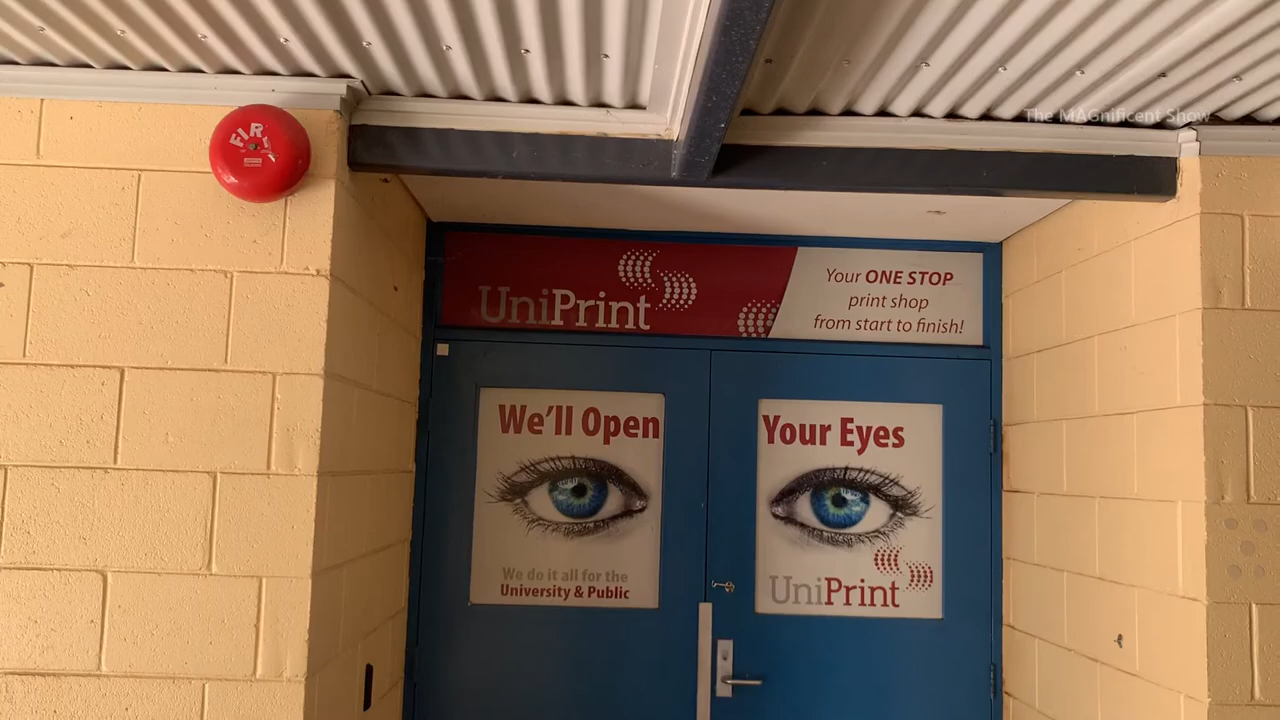 The MAGnificent Show
FIRE
UniPrint
Your ONE STOP
print shop
from start to finish!
We'll Open
Your Eyes
We do it all for the
University & Public
UniPrint